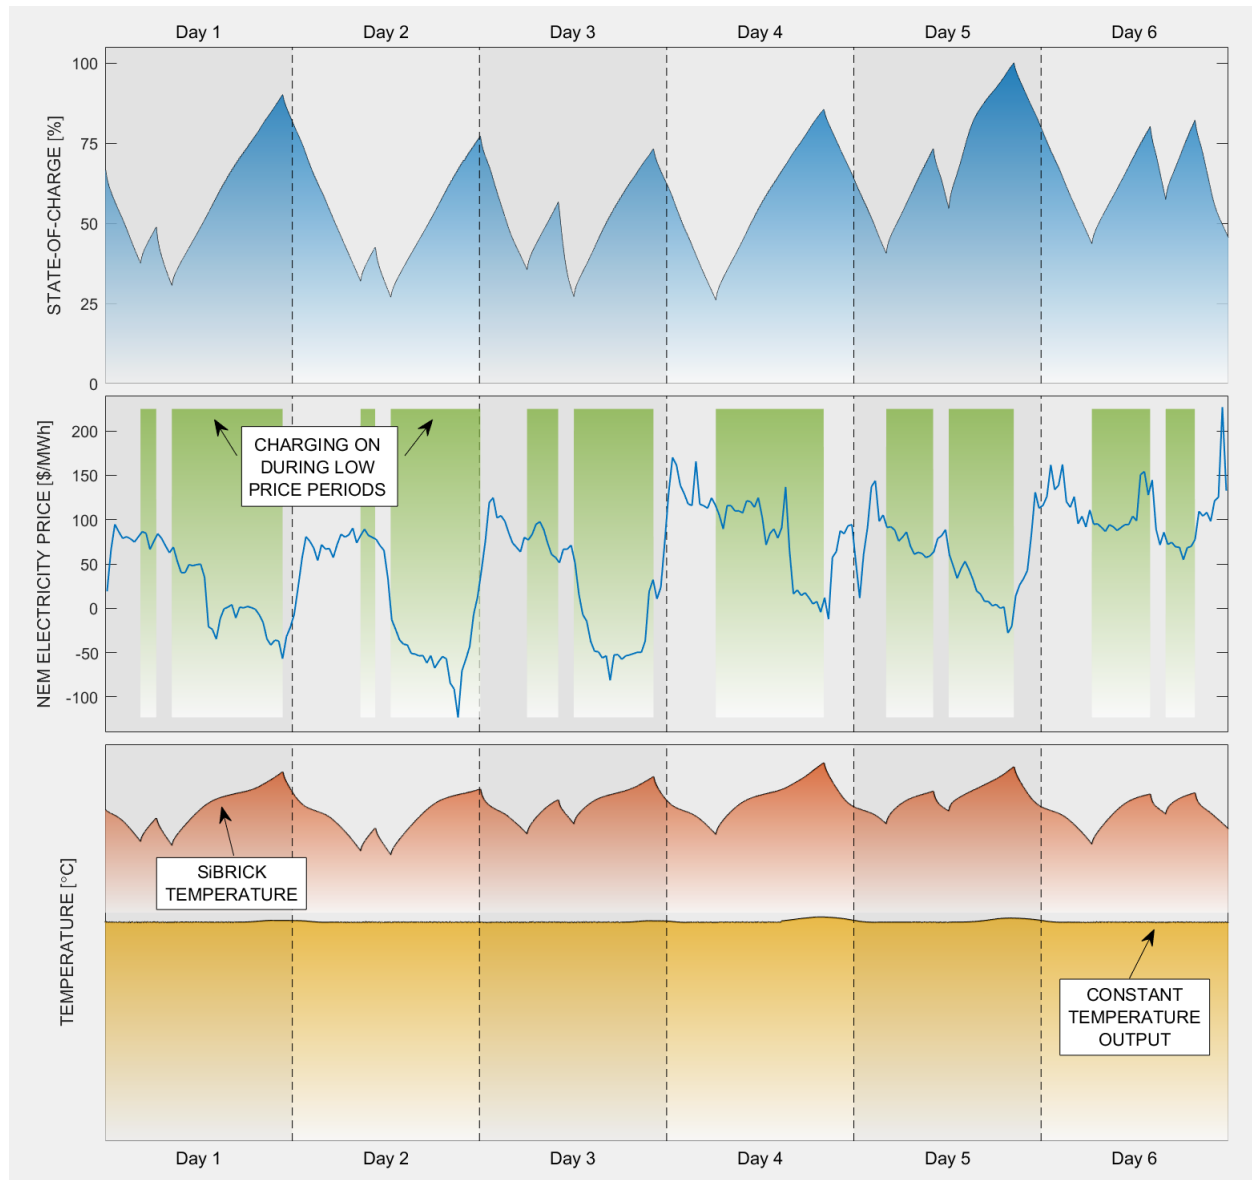 Day 1 Day 2 Day 3 Day 4 Day 5 Day 6
STATE-OF-CHARGE [%]
100
75
50
25
0
NEM ELECTRICITY PRICE [$/MWh]
200
150
100
50
0
-50
-100
CHARGING ON
DURING LOW
PRICE PERIODS
TEMPERATURE [°C]
SiBRICK
TEMPERATURE
CONSTANT
TEMPERATURE
OUTPUT
Day 1 Day 2 Day 3 Day 4 Day 5 Day 6